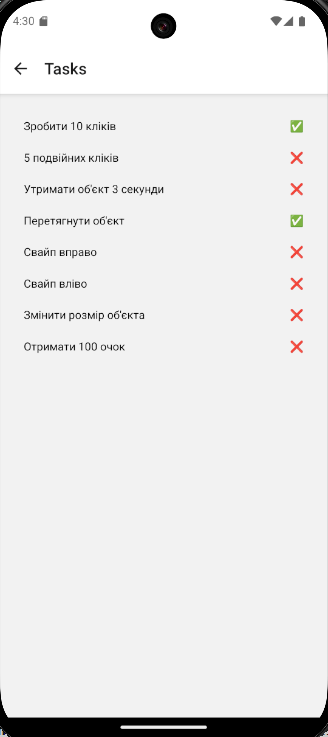 4:30
Tasks
Зробити 10 кліків ✅
5 подвійних кліків ❌
Утримати об'єкт 3 секунди ❌
Перетягнути об'єкт ✅
Свайп вправо ❌
Свайп вліво ❌
Змінити розмір об'єкта ❌
Отримати 100 очок ❌